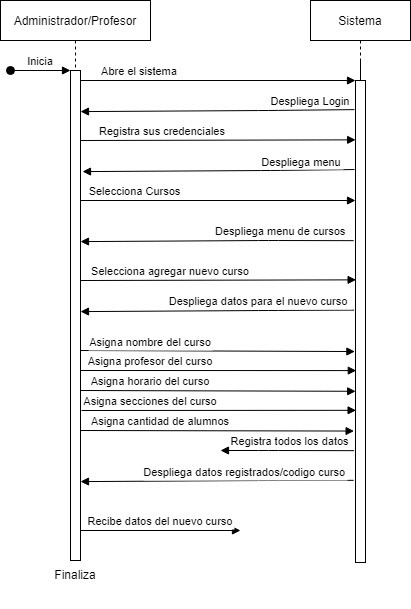 Administrador/Profesor
Sistema
Inicia
Abre el sistema
Despliega Login
Registra sus credenciales
Despliega menu
Selecciona Cursos
Despliega menu de cursos
Selecciona agregar nuevo curso
Despliega datos para el nuevo curso
Asigna nombre del curso
Asigna profesor del curso
Asigna horario del curso
Asigna secciones del curso
Asigna cantidad de alumnos
Registra todos los datos
Despliega datos registrados/codigo curso
Recibe datos del nuevo curso
Finaliza